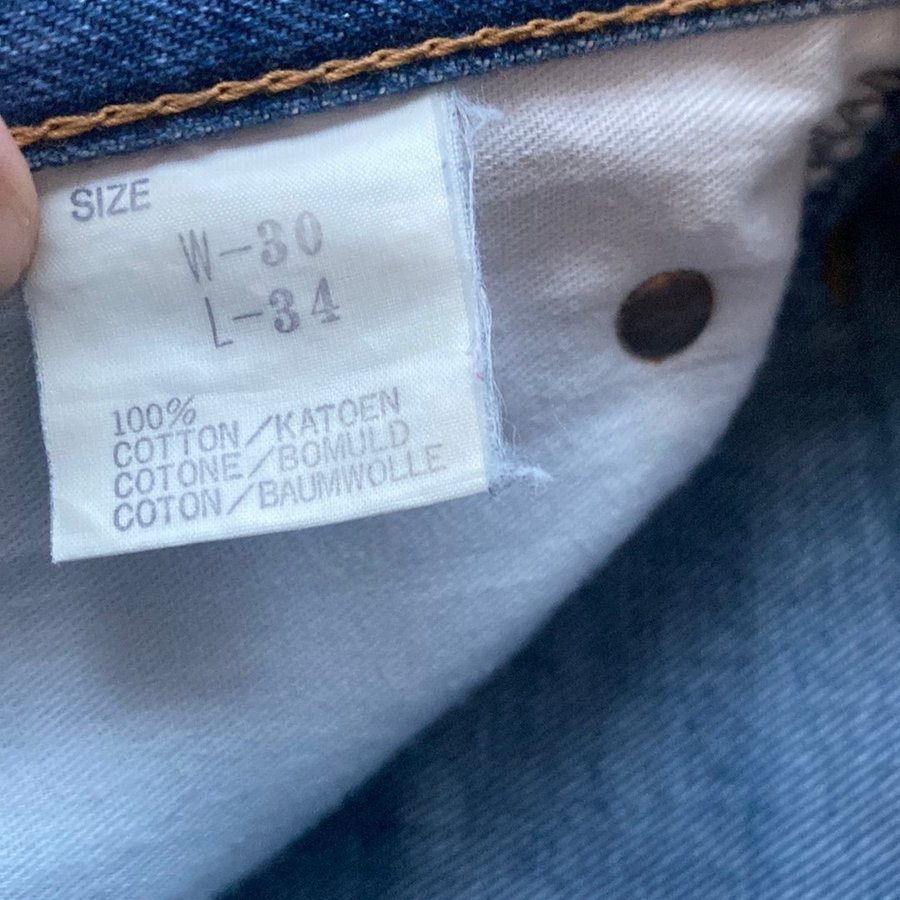 SIZE
W-30
L-34
100%
COTTON/KATOEN
COTONE/BOMULD
COTON/BAUMWOLLE